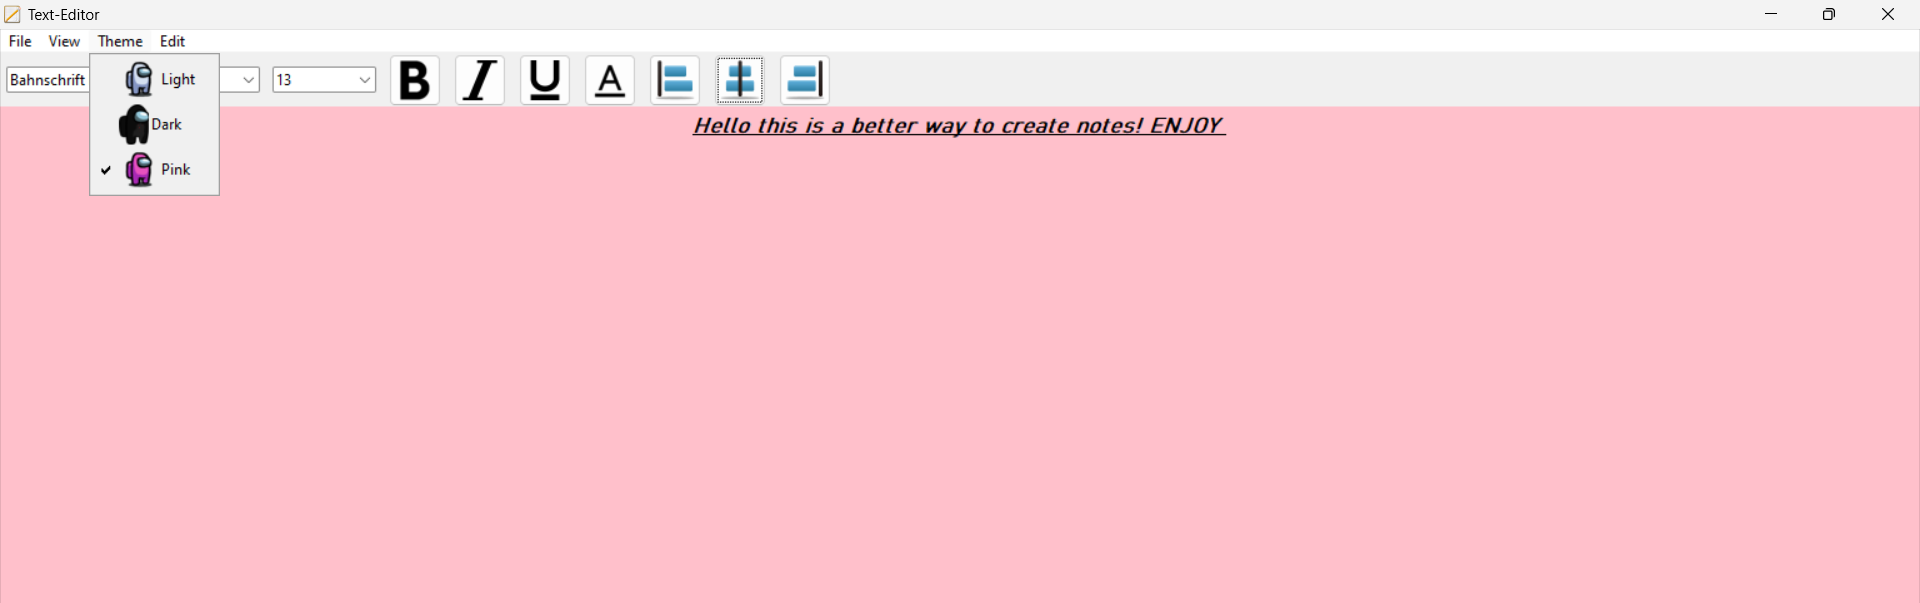 Text-Editor
File View Theme Edit
Bahnschrift 13 B I U A
Light
Dark
Pink
Hello this is a better way to create notes! ENJOY